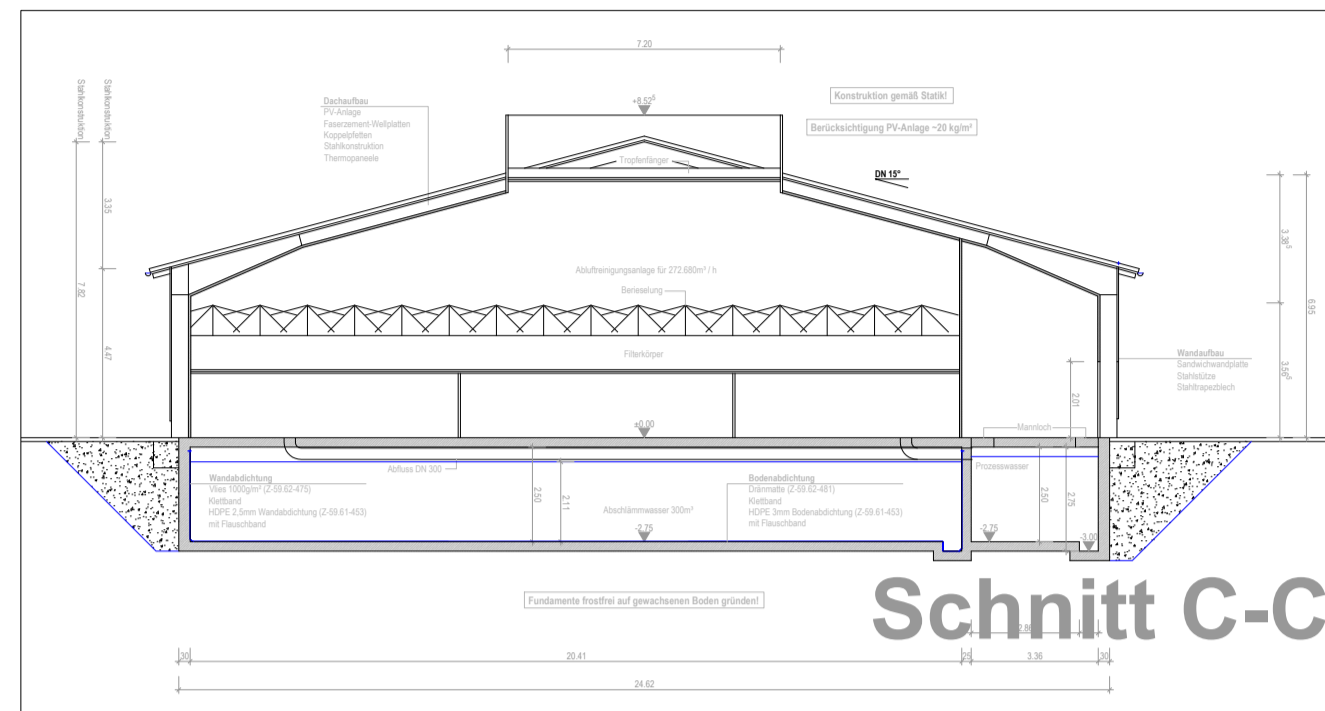 7.20
+8.52⁵
Konstruktion gemäß Statik!
Berücksichtigung PV-Anlage ~20 kg/m²
Stahlkonstruktion
Stahlkonstruktion
Dachaufbau
PV-Anlage
Faserzement-Wellplatten
Koppelpfetten
Stahlkonstruktion
Thermopaneele
Tropfenfänger
DN 15°
3.35
7.82
4.47
3.38⁵
6.95
3.56⁵
Abluftreinigungsanlage für 272.680m³ / h
Berieselung
Filterkörper
Wandaufbau
Sandwichwandplatte
Stahlstütze
Stahltrapezblech
2.01
±0.00
Mannloch
Abfluss DN 300
Prozesswasser
Wandabdichtung
Vlies 1000g/m² (Z-59.62-475)
Klettband
HDPE 2,5mm Wandabdichtung (Z-59.61-453)
mit Flauschband
2.50
2.11
Abschlämmwasser 300m³
-2.75
Bodenabdichtung
Dränmatte (Z-59.62-481)
Klettband
HDPE 3mm Bodenabdichtung (Z-59.61-453)
mit Flauschband
2.50
2.75
-2.75
-3.00
Fundamente frostfrei auf gewachsenen Boden gründen!
Schnitt C-C
30
20.41
25
3.36
30
24.62